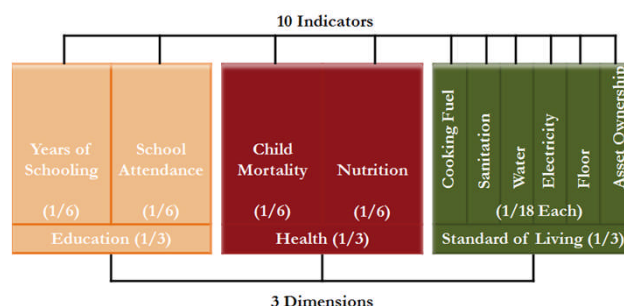 10 Indicators
Years of
Schooling
(1/6)
School
Attendance
(1/6)
Education (1/3)
Child
Mortality
(1/6)
Nutrition
(1/6)
Health (1/3)
Cooking Fuel
Sanitation
Water
Electricity
Floor
Asset Ownership
(1/18 Each)
Standard of Living (1/3)
3 Dimensions